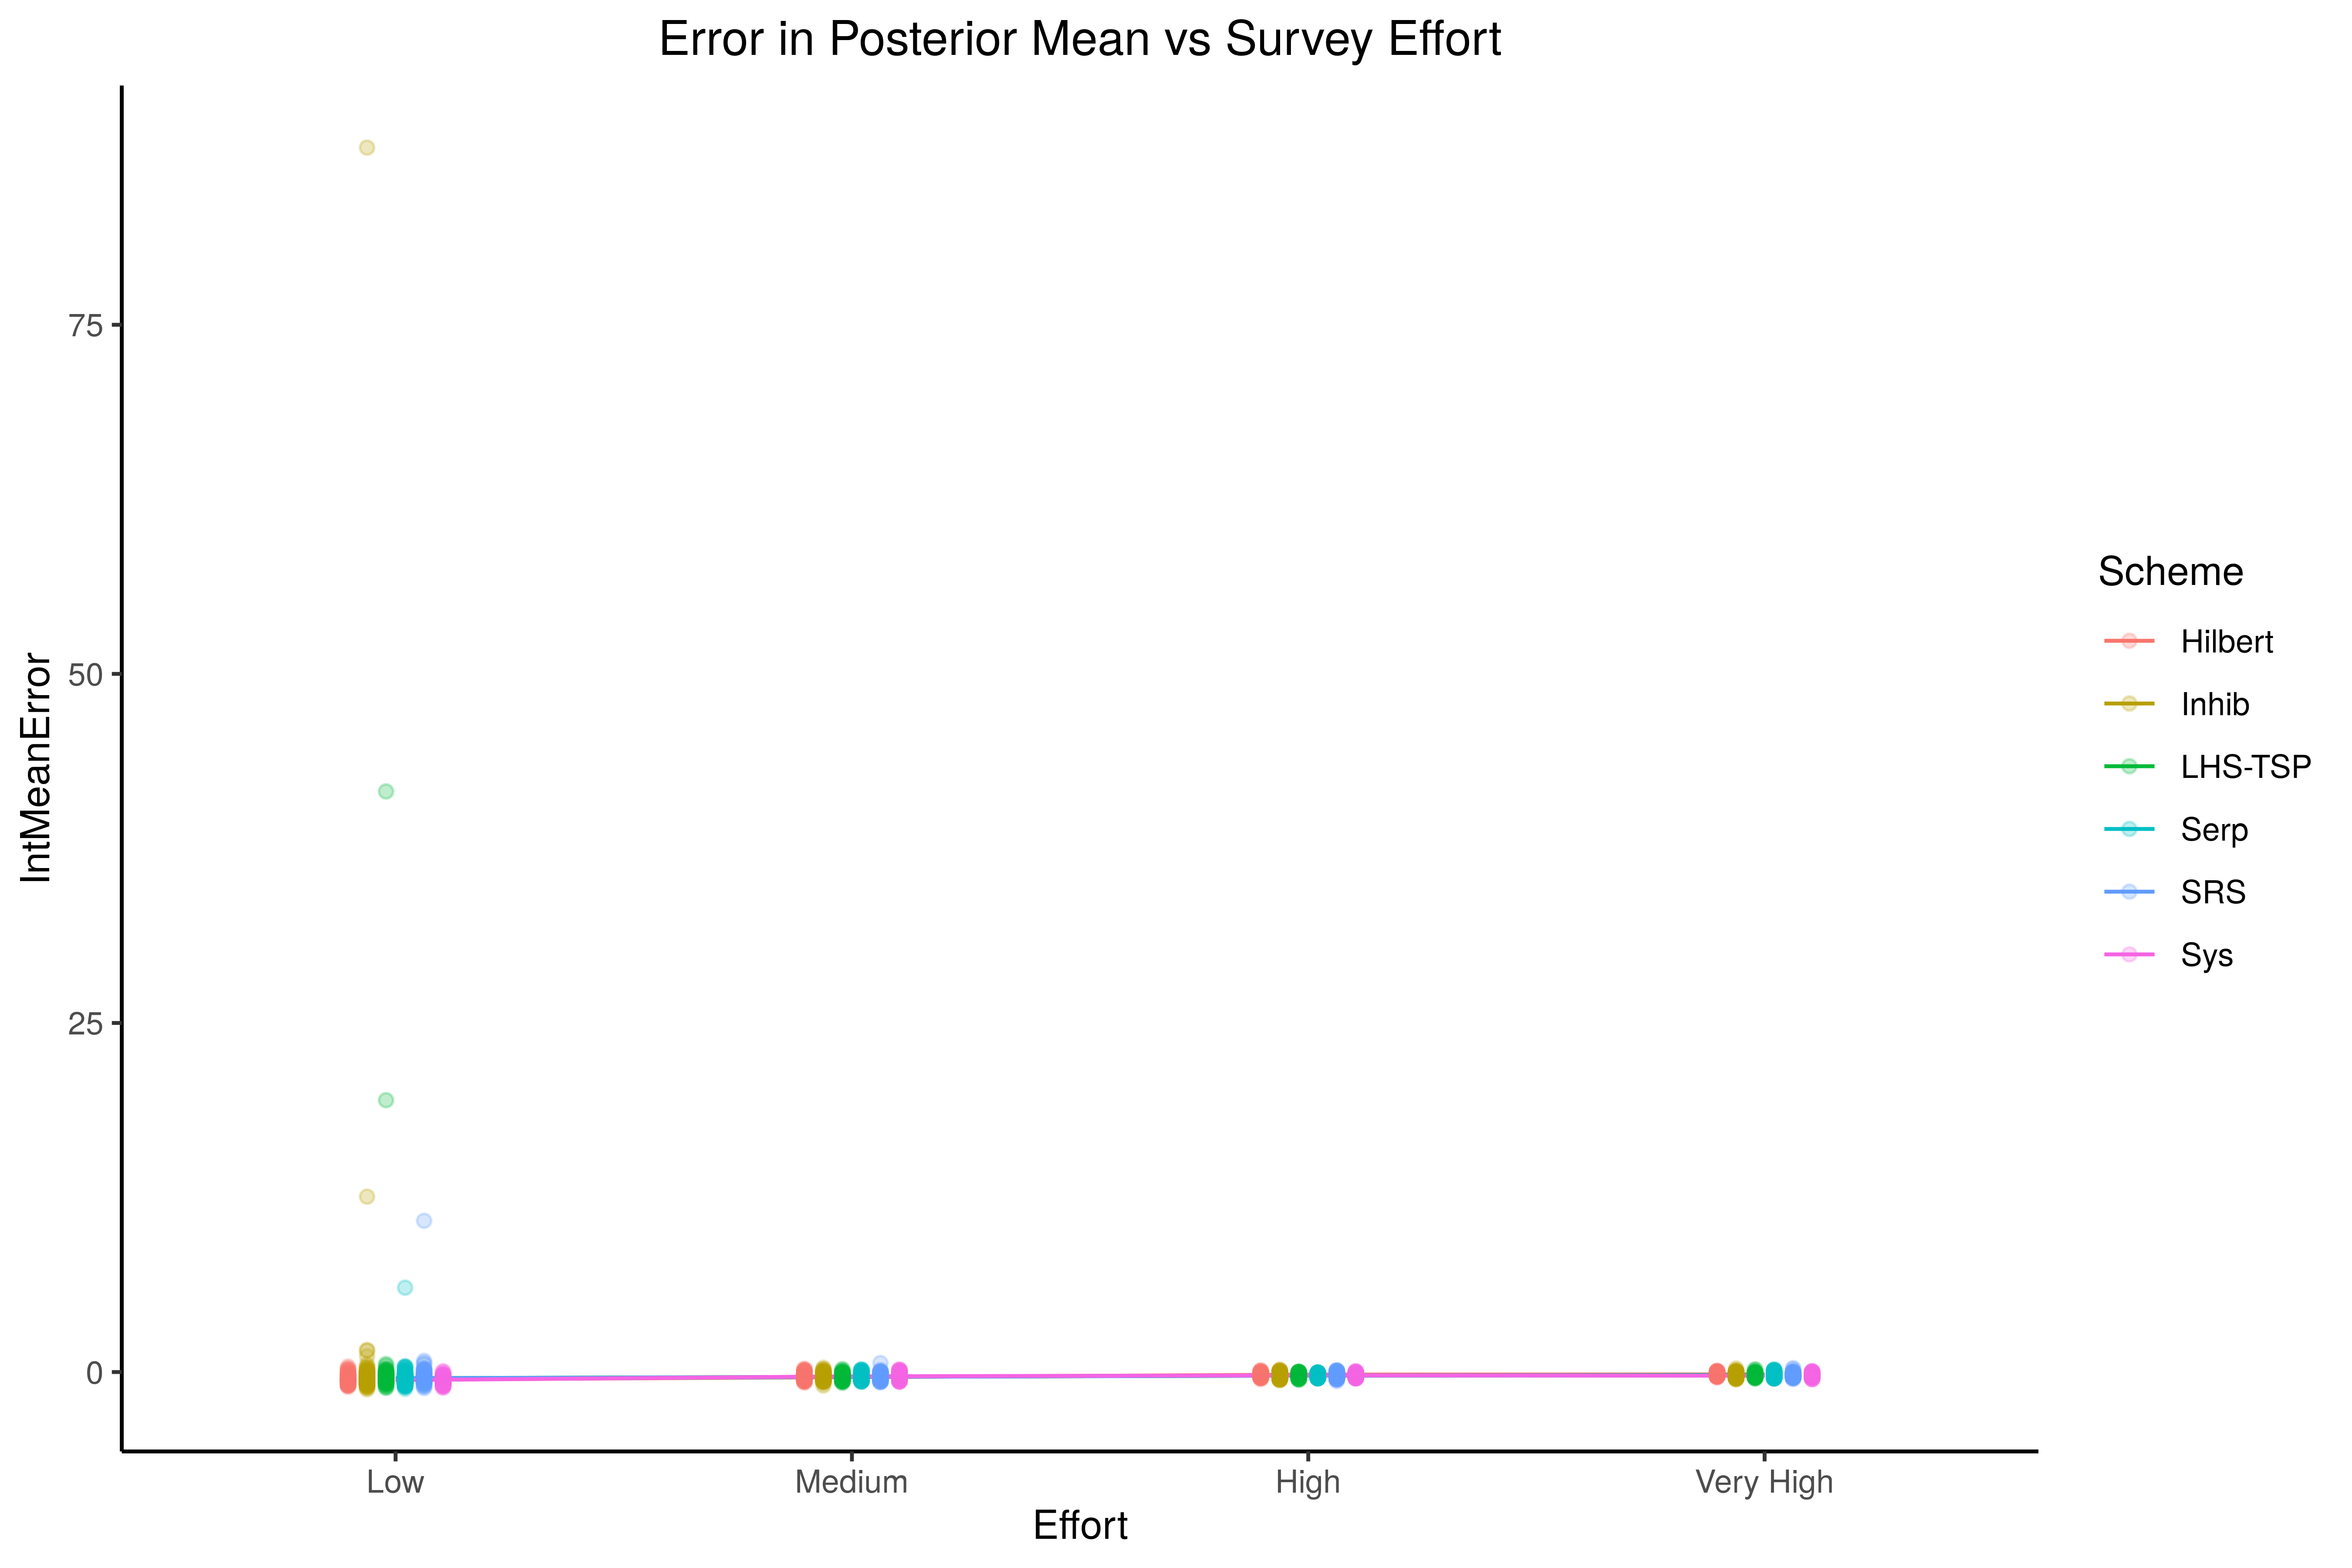 Error in Posterior Mean vs Survey Effort
IntMeanError
75
50
25
0
Low
Medium
High
Very High
Effort
Scheme
Hilbert
Inhib
LHS-TSP
Serp
SRS
Sys